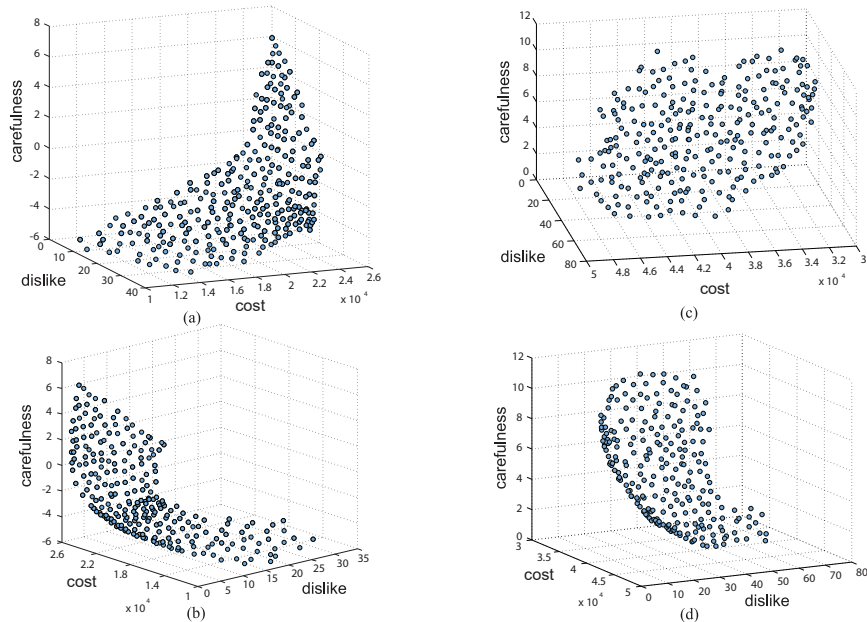 8
6
4
2
0
-2
-4
-6
carefulness
0
10
20
30
40
dislike
1 1.2 1.4 1.6 1.8 2 2.2 2.4 2.6
cost
x 10 4
(a)
12
10
8
6
4
2
0
carefulness
0
20
40
60
80
dislike
5 4.8 4.6 4.4 4.2 4 3.8 3.6 3.4 3.2 3
cost
x 10 4
(c)
8
6
4
2
0
-2
-4
-6
carefulness
2.6
2.2
1.8
1.4
1
cost
x 10 4
0 5 10 15 20 25 30 35
dislike
(b)
12
10
8
6
4
2
0
carefulness
3
3.5
4
4.5
5
cost
x 10 4
0 10 20 30 40 50 60 70 80
dislike
(d)